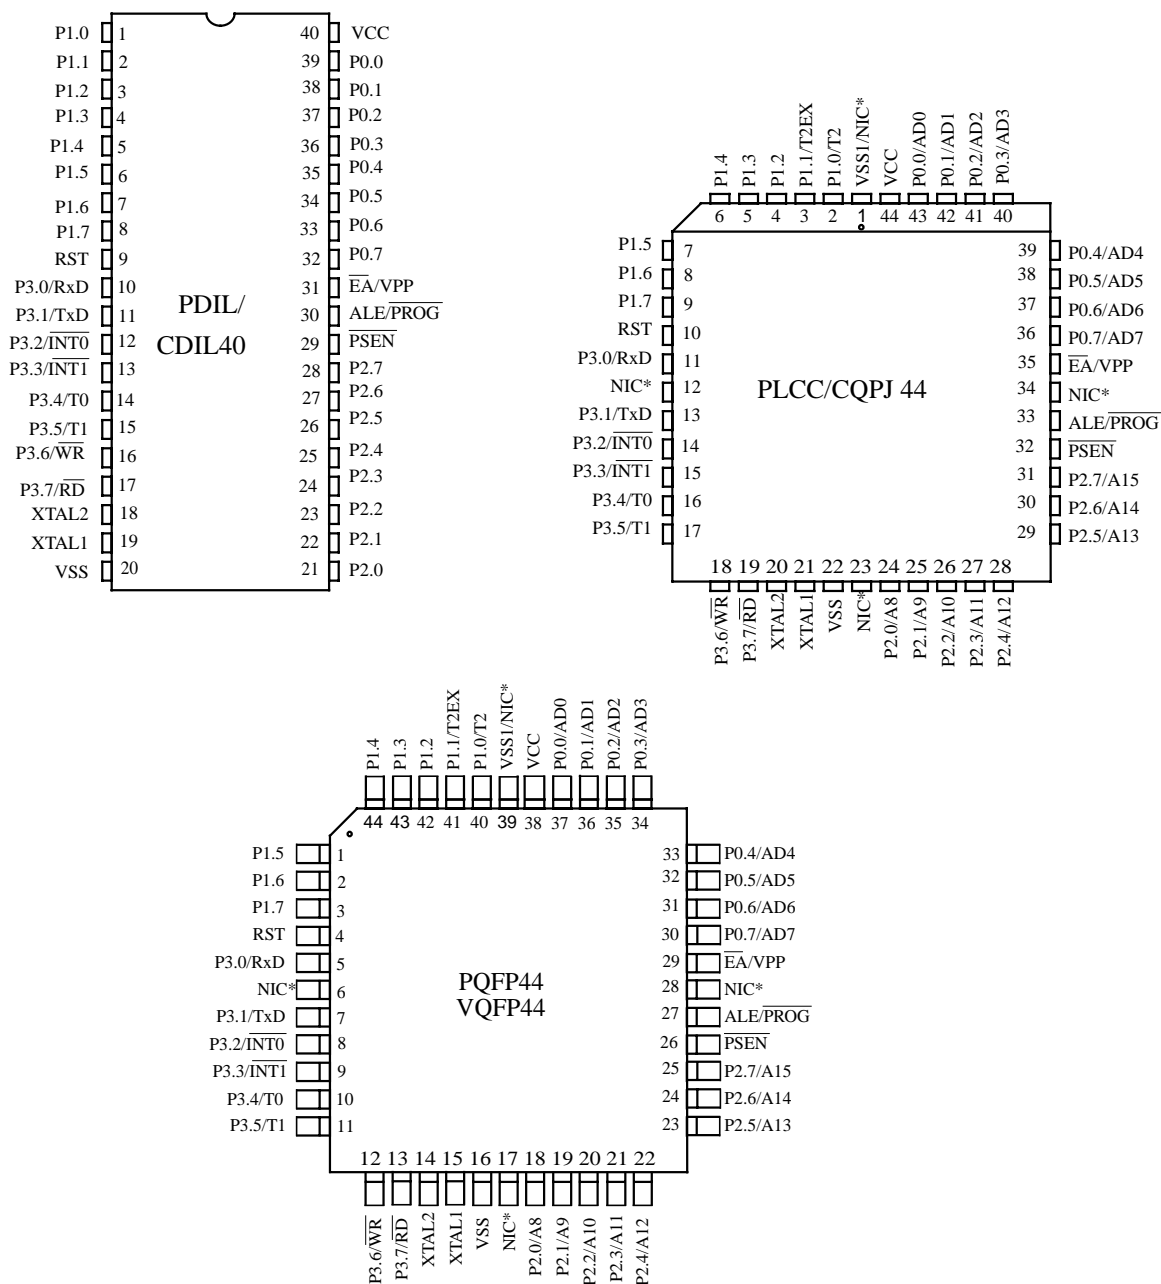 P1.0 1 40 VCC
P1.1 2 39 P0.0
P1.2 3 38 P0.1
P1.3 4 37 P0.2
P1.4 5 36 P0.3
P1.5 6 35 P0.4
P1.6 7 34 P0.5
P1.7 8 33 P0.6
RST 9 32 P0.7
P3.0/RxD 10 31 E̅A̅/VPP
P3.1/TxD 11 30 ALE/P̅R̅O̅G̅
P3.2/I̅N̅T̅0̅ 12 29 P̅S̅E̅N̅
P3.3/I̅N̅T̅1̅ 13 28 P2.7
P3.4/T0 14 27 P2.6
P3.5/T1 15 26 P2.5
P3.6/W̅R̅ 16 25 P2.4
P3.7/R̅D̅ 17 24 P2.3
XTAL2 18 23 P2.2
XTAL1 19 22 P2.1
VSS 20 21 P2.0
PDIL/
CDIL40
P1.4 P1.3 P1.2 P1.1/T2EX P1.0/T2 VSS1/NIC* VCC P0.0/AD0 P0.1/AD1 P0.2/AD2 P0.3/AD3
6 5 4 3 2 1 44 43 42 41 40
P1.5 7 39 P0.4/AD4
P1.6 8 38 P0.5/AD5
P1.7 9 37 P0.6/AD6
RST 10 36 P0.7/AD7
P3.0/RxD 11 35 E̅A̅/VPP
NIC* 12 34 NIC*
P3.1/TxD 13 33 ALE/P̅R̅O̅G̅
P3.2/I̅N̅T̅0̅ 14 32 P̅S̅E̅N̅
P3.3/I̅N̅T̅1̅ 15 31 P2.7/A15
P3.4/T0 16 30 P2.6/A14
P3.5/T1 17 29 P2.5/A13
PLCC/CQPJ 44
18 19 20 21 22 23 24 25 26 27 28
P3.6/W̅R̅ P3.7/R̅D̅ XTAL2 XTAL1 VSS NIC* P2.0/A8 P2.1/A9 P2.2/A10 P2.3/A11 P2.4/A12
P1.4 P1.3 P1.2 P1.1/T2EX P1.0/T2 VSS1/NIC* VCC P0.0/AD0 P0.1/AD1 P0.2/AD2 P0.3/AD3
44 43 42 41 40 39 38 37 36 35 34
P1.5 1 33 P0.4/AD4
P1.6 2 32 P0.5/AD5
P1.7 3 31 P0.6/AD6
RST 4 30 P0.7/AD7
P3.0/RxD 5 29 E̅A̅/VPP
NIC* 6 28 NIC*
P3.1/TxD 7 27 ALE/P̅R̅O̅G̅
P3.2/I̅N̅T̅0̅ 8 26 P̅S̅E̅N̅
P3.3/I̅N̅T̅1̅ 9 25 P2.7/A15
P3.4/T0 10 24 P2.6/A14
P3.5/T1 11 23 P2.5/A13
PQFP44
VQFP44
12 13 14 15 16 17 18 19 20 21 22
P3.6/W̅R̅ P3.7/R̅D̅ XTAL2 XTAL1 VSS NIC* P2.0/A8 P2.1/A9 P2.2/A10 P2.3/A11 P2.4/A12